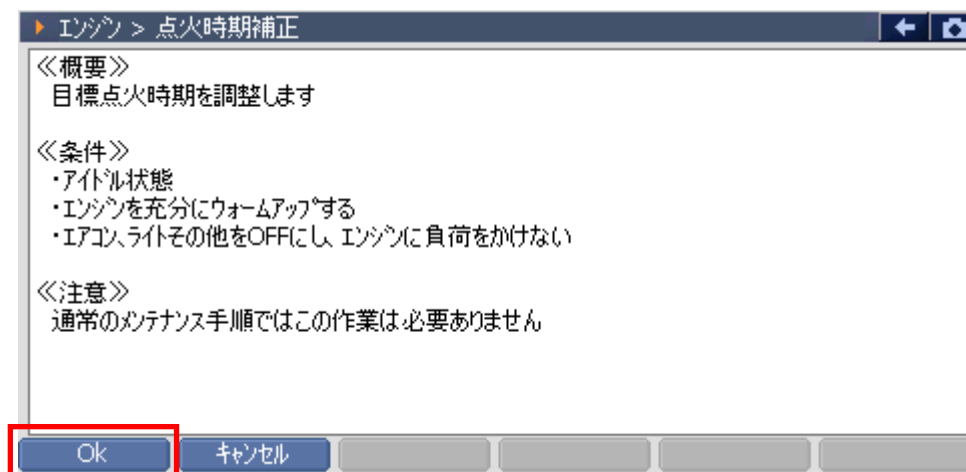 エンジン > 点火時期補正
≪概要≫
目標点火時期を調整します
≪条件≫
・アイドル状態
・エンジンを充分にウォームアップする
・エアコン、ライトその他をOFFにし、エンジンに負荷をかけない
≪注意≫
通常のメンテナンス手順ではこの作業は必要ありません
Ok
キャンセル